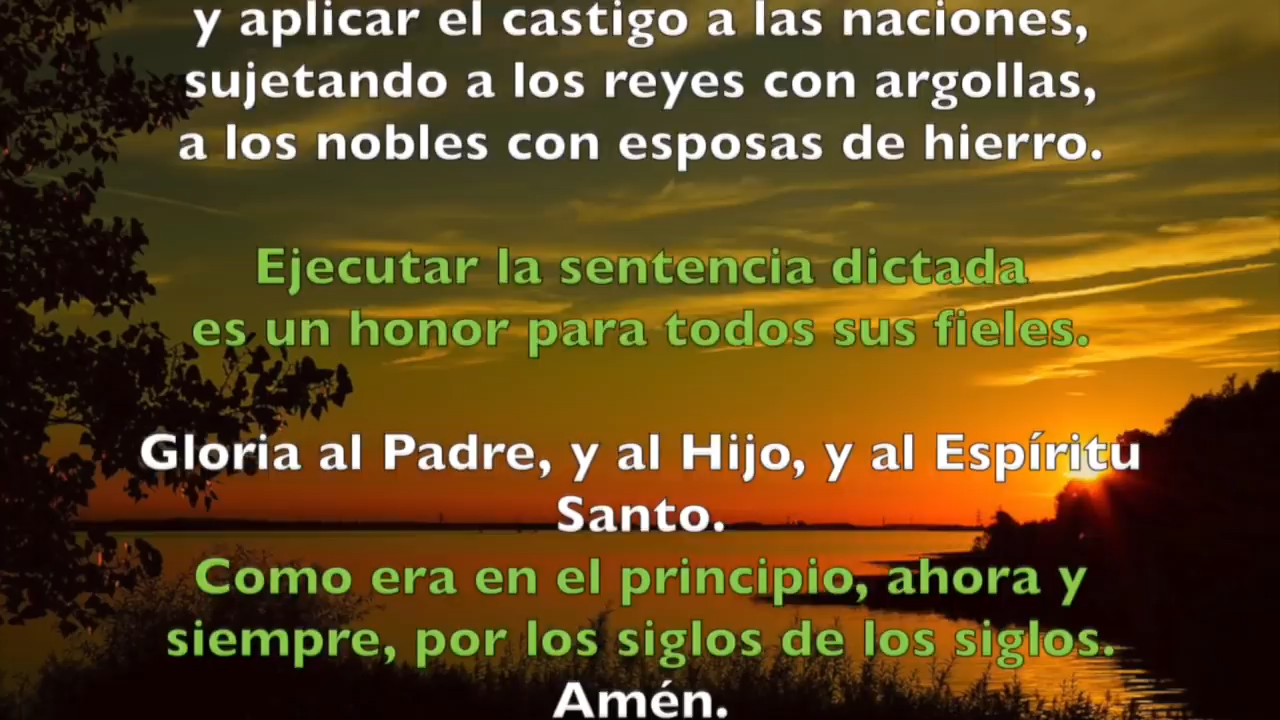 y aplicar el castigo a las naciones,
sujetando a los reyes con argollas,
a los nobles con esposas de hierro.
Ejecutar la sentencia dictada
es un honor para todos sus fieles.
Gloria al Padre, y al Hijo, y al Espíritu
Santo.
Como era en el principio, ahora y
siempre, por los siglos de los siglos.
Amén.